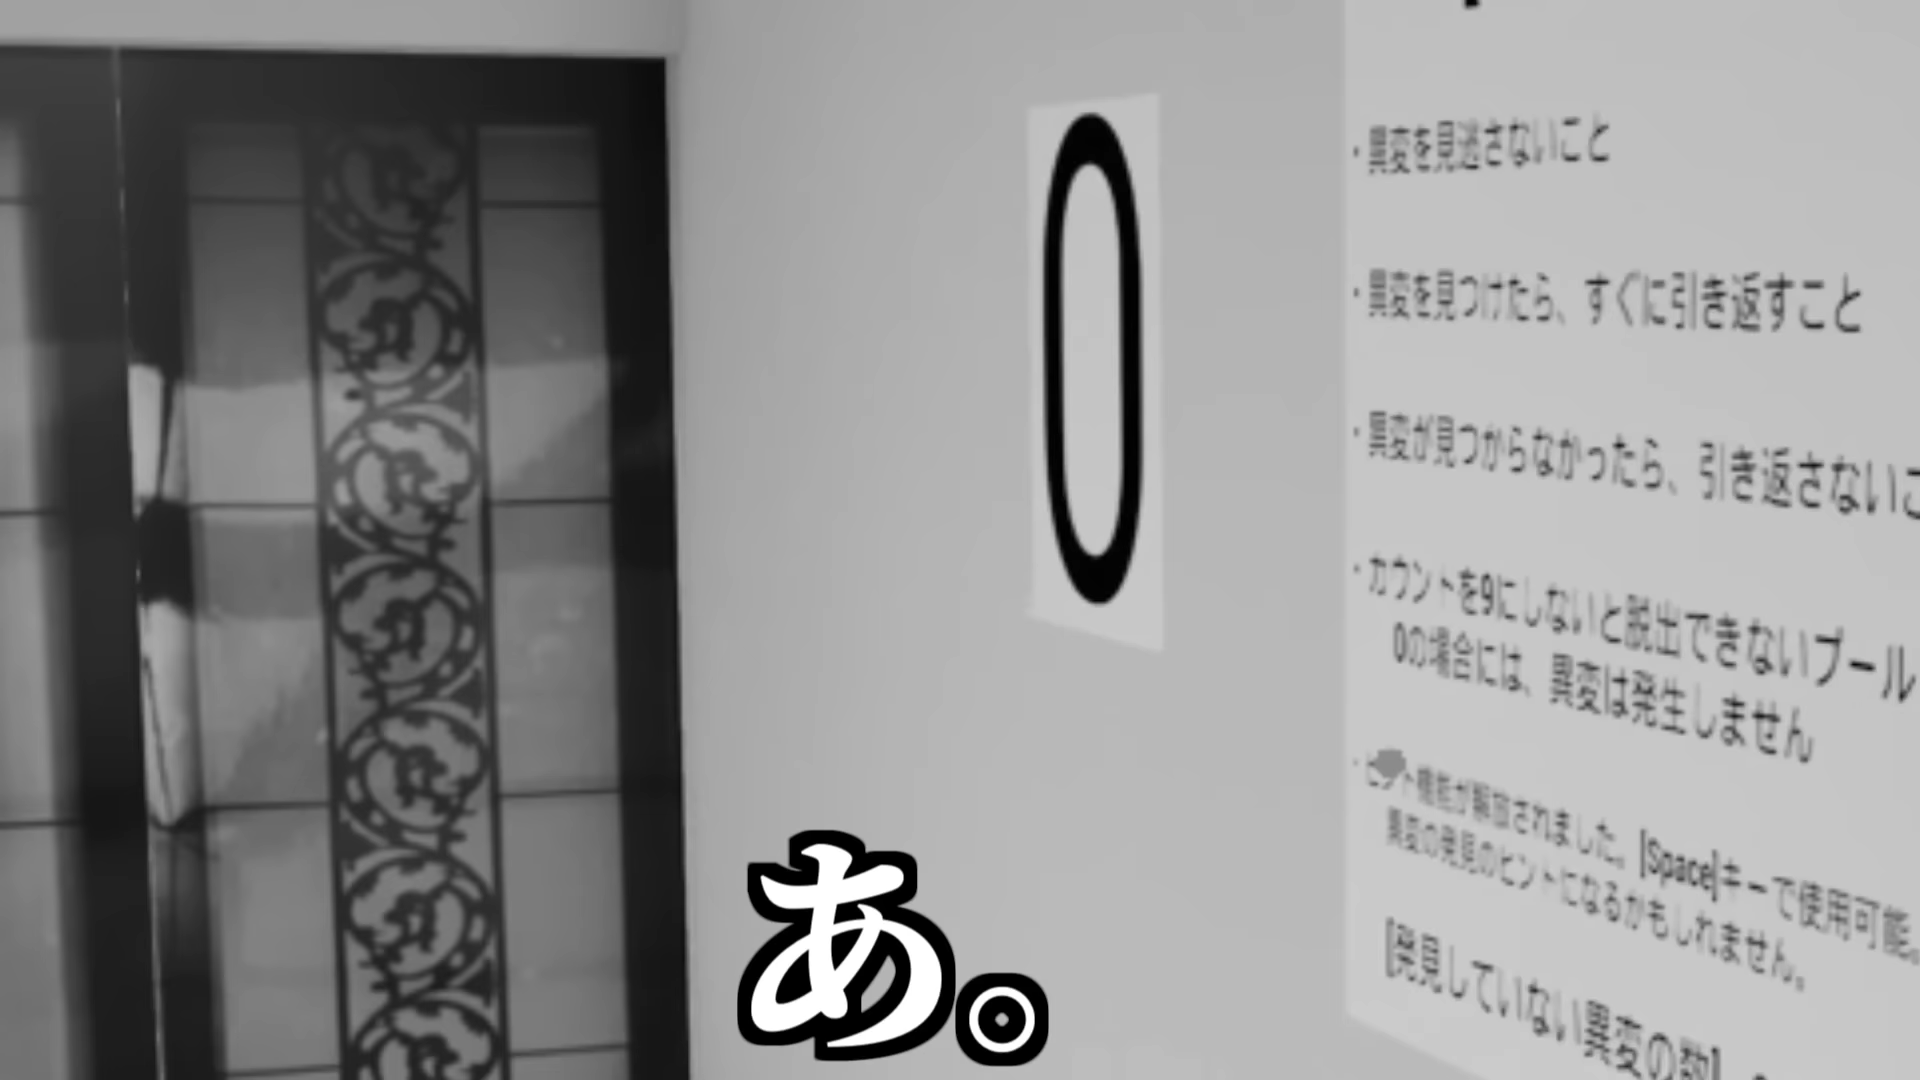 0
・異変を見逃さないこと
・異変を見つけたら、すぐに引き返すこと
・異変が見つからなかったら、引き返さないこ
・カウントを9にしないと脱出できないプール
0の場合には、異変は発生しません
・ヒント機能が解放されました。[Space]キーで使用可能。
異変の発見のヒントになるかもしれません。
[発見していない異変の数]
あ。